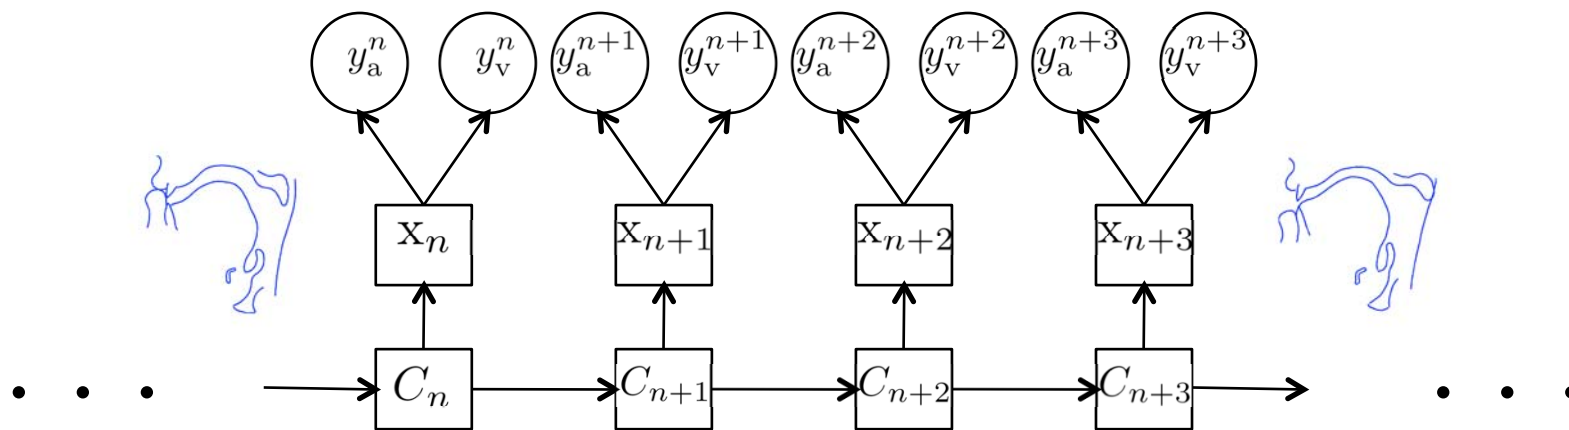 y_a^n y_v^n y_a^{n+1} y_v^{n+1} y_a^{n+2} y_v^{n+2} y_a^{n+3} y_v^{n+3}
x_n x_{n+1} x_{n+2} x_{n+3}
C_n C_{n+1} C_{n+2} C_{n+3}